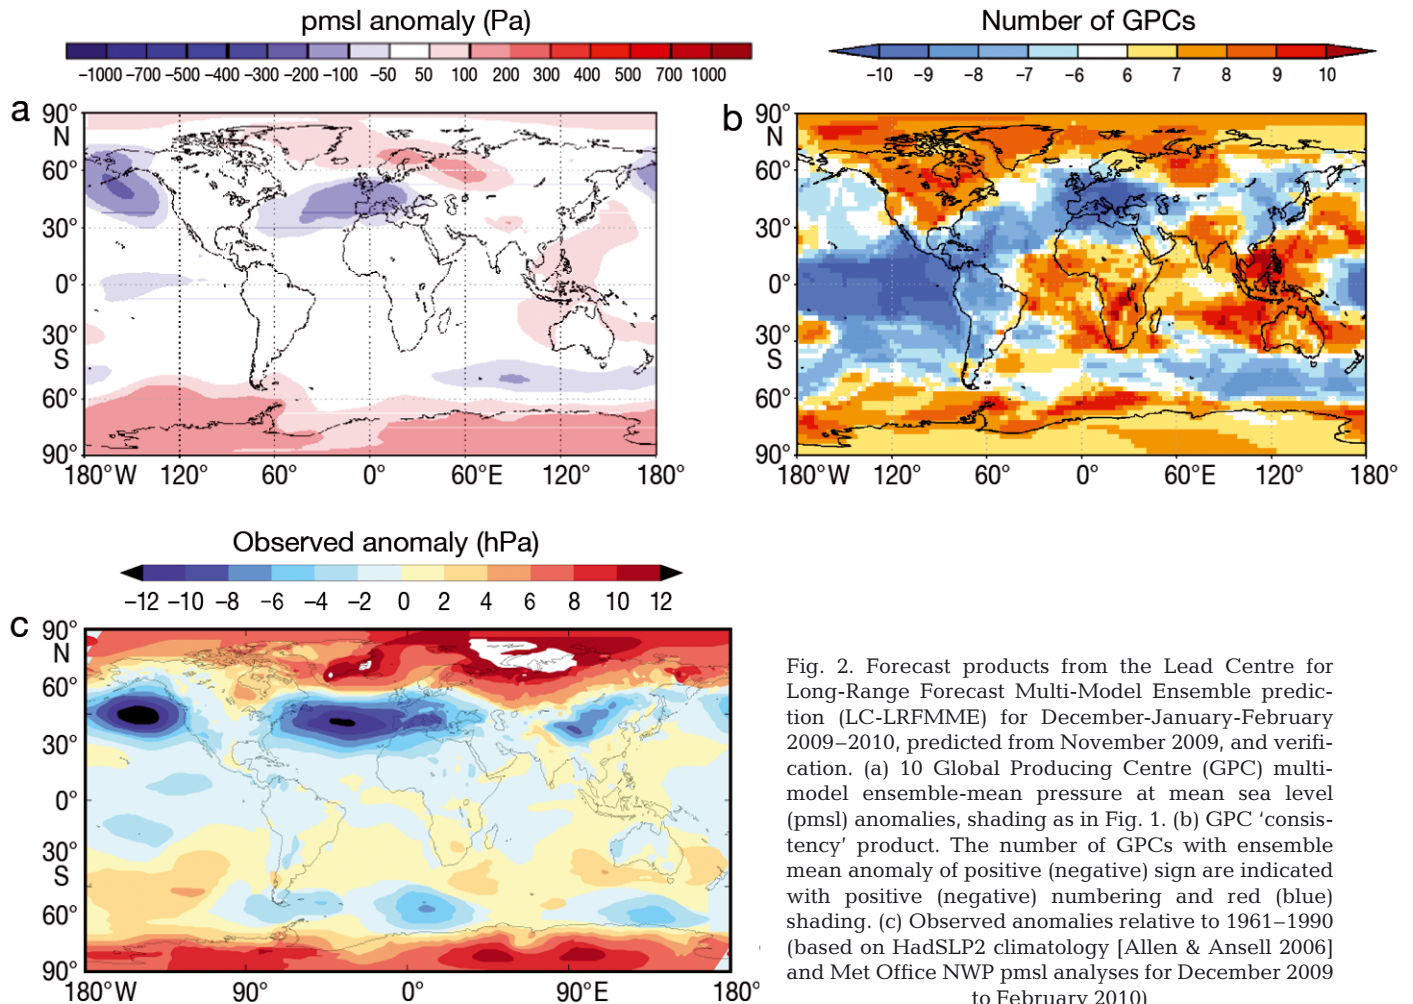 pmsl anomaly (Pa)
−1000 −700 −500 −400 −300 −200 −100 −50 50 100 200 300 400 500 700 1000
Number of GPCs
−10 −9 −8 −7 −6 6 7 8 9 10
a
90°
N
60°
30°
0°
30°
S
60°
90°
180°W 120° 60° 0° 60°E 120° 180°
b
90°
N
60°
30°
0°
30°
S
60°
90°
180°W 120° 60° 0° 60°E 120° 180°
Observed anomaly (hPa)
−12 −10 −8 −6 −4 −2 0 2 4 6 8 10 12
c
90°
N
60°
30°
0°
30°
S
60°
90°
180°W 90° 0° 90°E 180°
Fig. 2. Forecast products from the Lead Centre for
Long-Range Forecast Multi-Model Ensemble predic-
tion (LC-LRFMME) for December-January-February
2009–2010, predicted from November 2009, and verifi-
cation. (a) 10 Global Producing Centre (GPC) multi-
model ensemble-mean pressure at mean sea level
(pmsl) anomalies, shading as in Fig. 1. (b) GPC ‘consis-
tency’ product. The number of GPCs with ensemble
mean anomaly of positive (negative) sign are indicated
with positive (negative) numbering and red (blue)
shading. (c) Observed anomalies relative to 1961–1990
(based on HadSLP2 climatology [Allen & Ansell 2006]
and Met Office NWP pmsl analyses for December 2009
to February 2010)